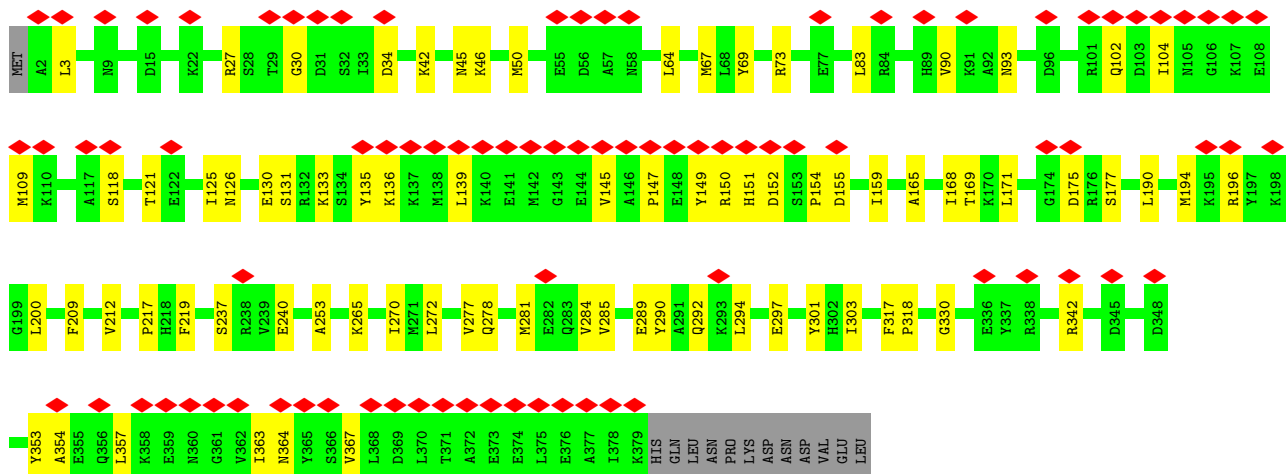 MET A2 L3 N9 D15 K22 R27 S28 T29 G30 D31 S32 I33 D34 K42 N45 K46 M50 E55 D56 A57 N58 L64 M67 L68 Y69 R73 E77 L83 R84 H89 V90 K91 A92 N93 D96 R101 Q102 D103 I104 N105 G106 K107 E108
M109 K110 A117 S118 T121 E122 I125 N126 E130 S131 R132 K133 S134 Y135 K136 K137 M138 L139 K140 E141 M142 G143 E144 V145 A146 P147 E148 Y149 R150 H151 D152 S153 P154 D155 I159 A165 I168 T169 K170 L171 G174 D175 R176 S177 L190 M194 K195 R196 Y197 K198
G199 L200 F209 V212 P217 H218 F219 S237 R238 V239 E240 A253 K265 I270 M271 L272 V277 Q278 M281 E282 Q283 V284 V285 E289 Y290 A291 Q292 K293 L294 E297 Y301 H302 I303 F317 P318 G330 E336 Y337 R338 R342 D345 D348
Y353 A354 E355 Q356 L357 K358 E359 N360 G361 V362 I363 N364 Y365 S366 V367 L368 D369 L370 T371 A372 E373 E374 L375 E376 A377 I378 K379 HIS GLN LEU ASN PRO LYS ASP ASN ASP VAL GLU LEU